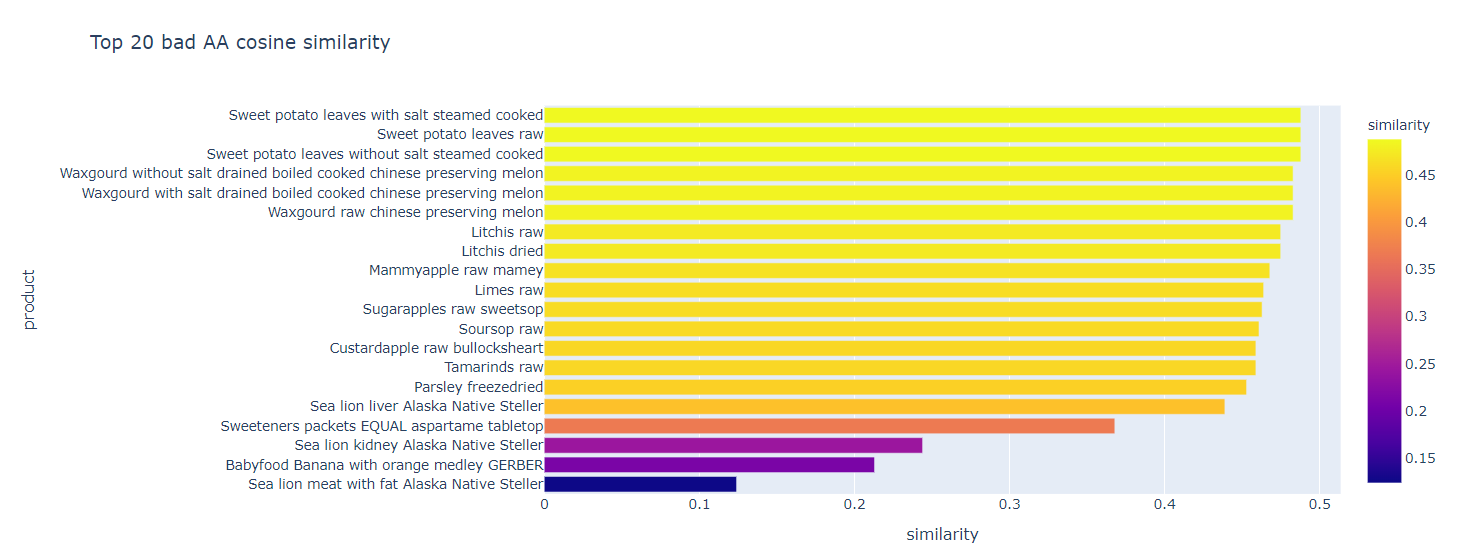 Top 20 bad AA cosine similarity
product
Sweet potato leaves with salt steamed cooked
Sweet potato leaves raw
Sweet potato leaves without salt steamed cooked
Waxgourd without salt drained boiled cooked chinese preserving melon
Waxgourd with salt drained boiled cooked chinese preserving melon
Waxgourd raw chinese preserving melon
Litchis raw
Litchis dried
Mammyapple raw mamey
Limes raw
Sugarapples raw sweetsop
Soursop raw
Custardapple raw bullocksheart
Tamarinds raw
Parsley freezedried
Sea lion liver Alaska Native Steller
Sweeteners packets EQUAL aspartame tabletop
Sea lion kidney Alaska Native Steller
Babyfood Banana with orange medley GERBER
Sea lion meat with fat Alaska Native Steller
0 0.1 0.2 0.3 0.4 0.5
similarity
similarity
0.45
0.4
0.35
0.3
0.25
0.2
0.15